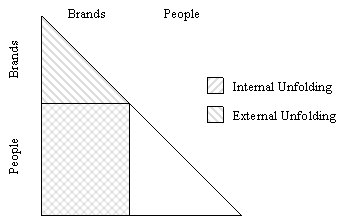 Brands People
Brands
People
Internal Unfolding
External Unfolding